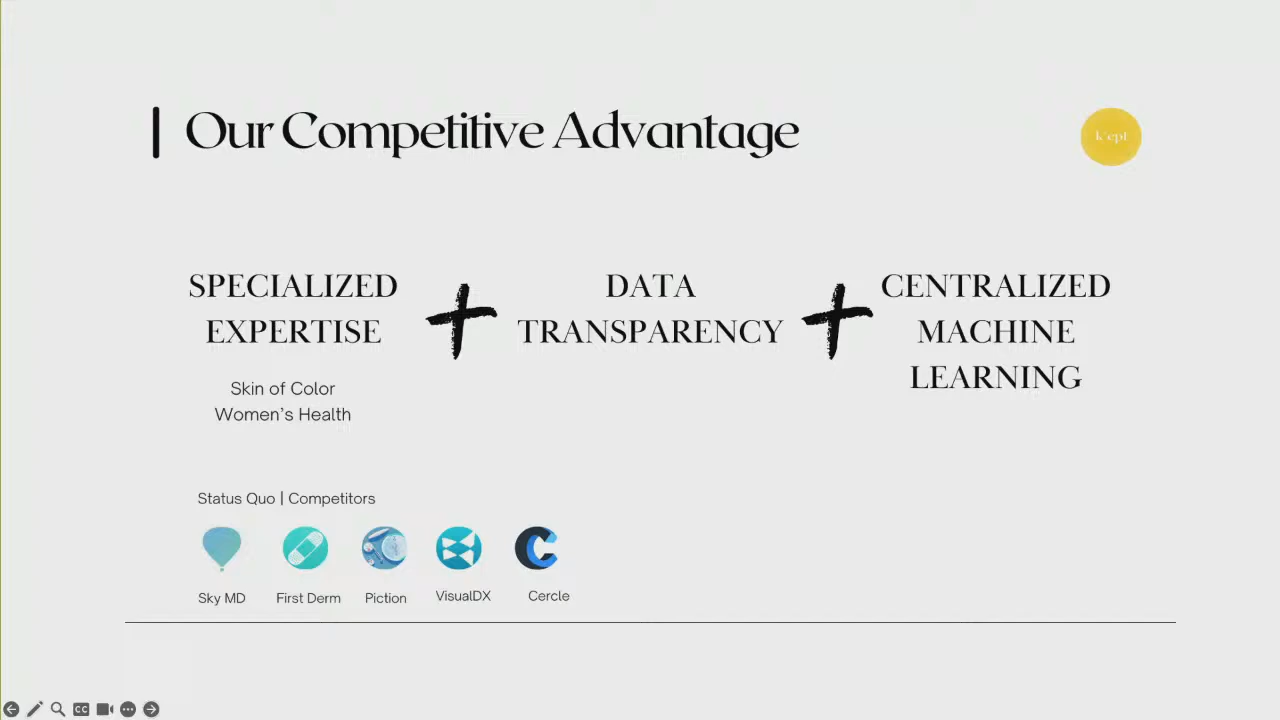 Our Competitive Advantage
SPECIALIZED
EXPERTISE
Skin of Color
Women's Health
DATA
TRANSPARENCY
CENTRALIZED
MACHINE
LEARNING
Status Quo | Competitors
Sky MD
First Derm
Piction
VisualDX
Cercle
CC